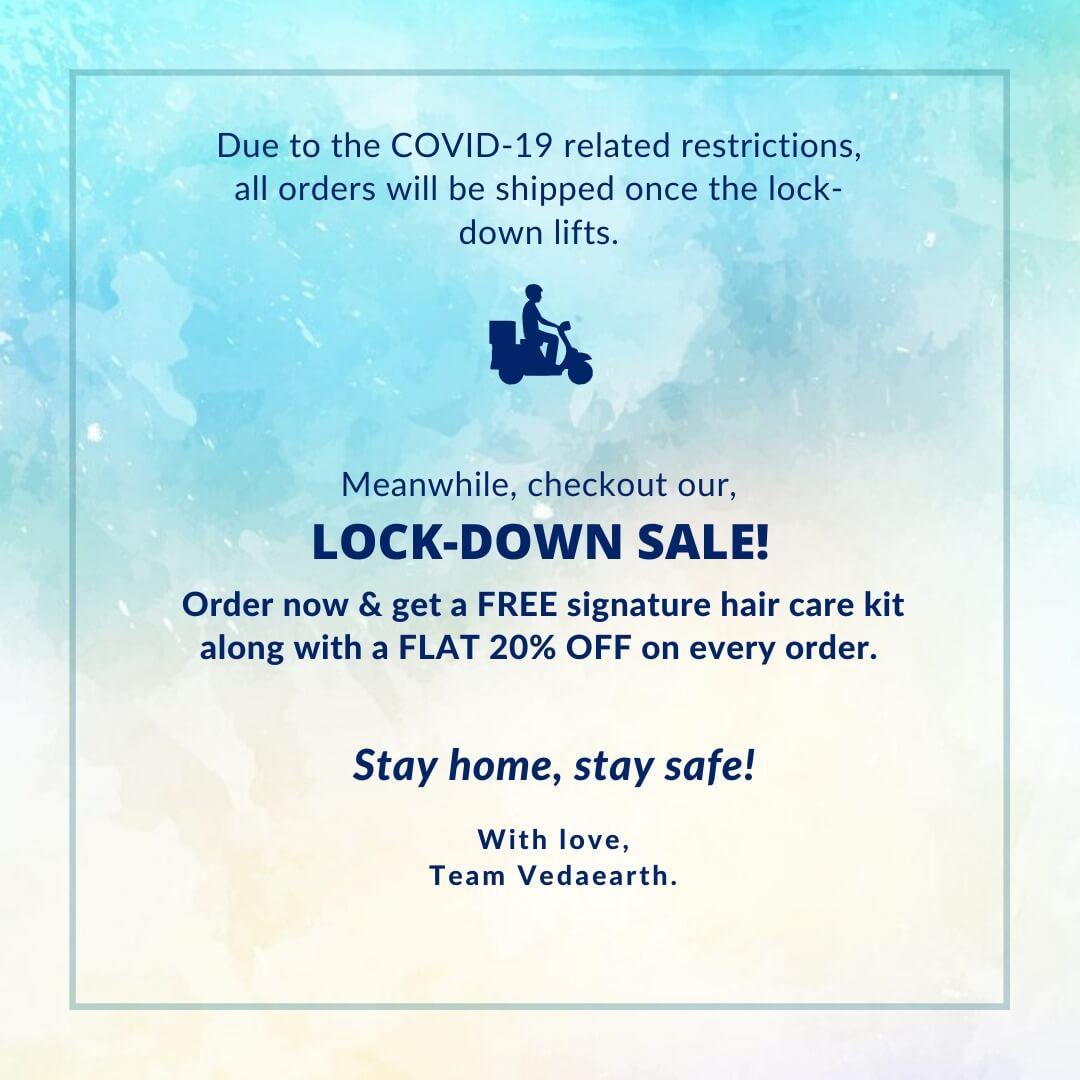 Due to the COVID-19 related restrictions,
all orders will be shipped once the lock-
down lifts.
Meanwhile, checkout our,
LOCK-DOWN SALE!
Order now & get a FREE signature hair care kit
along with a FLAT 20% OFF on every order.
Stay home, stay safe!
With love,
Team Vedaearth.